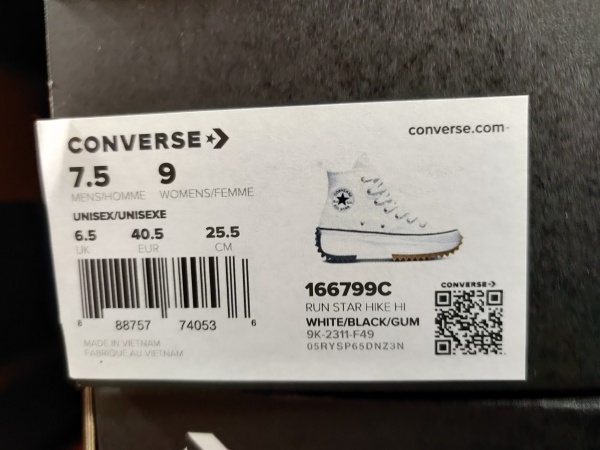 CONVERSE
converse.com
7.5 9
MENS/HOMME WOMENS/FEMME
UNISEX/UNISEXE
6.5 40.5 25.5
UK EUR CM
88757 74053 6
MADE IN VIETNAM
FABRIQUÉ AU VIETNAM
166799C
RUN STAR HIKE HI
WHITE/BLACK/GUM
9K-2311-F49
05RYSP65DNZ3N
CONVERSE